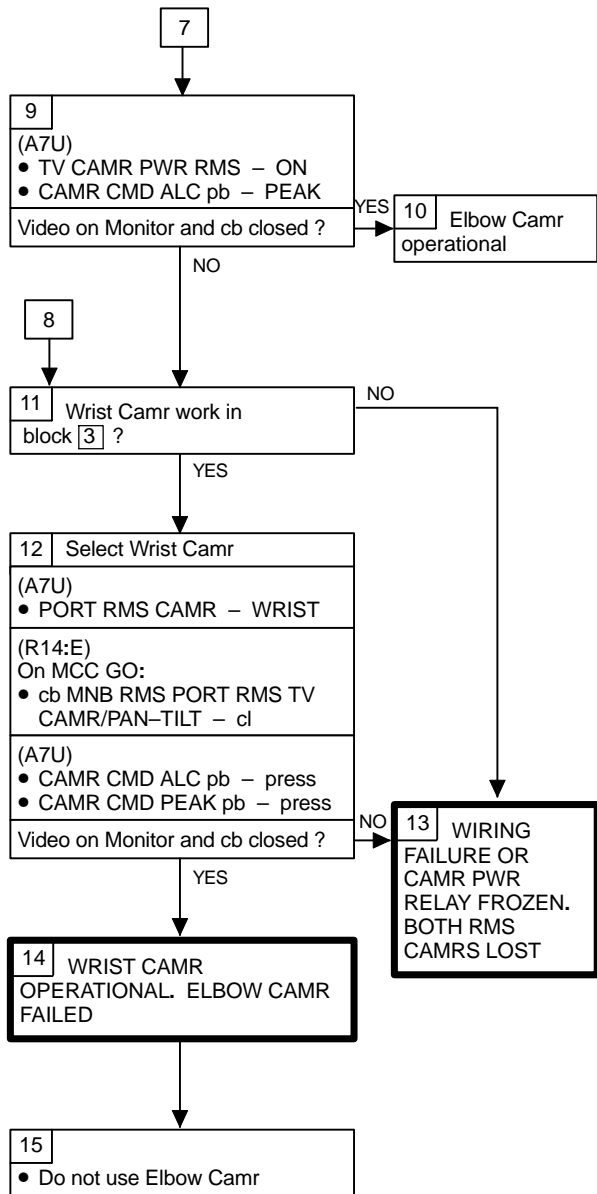 7
9
(A7U)
• TV CAMR PWR RMS – ON
• CAMR CMD ALC pb – PEAK
Video on Monitor and cb closed ?
YES
10 Elbow Camr
operational
NO
8
11 Wrist Camr work in
block 3 ?
NO
YES
12 Select Wrist Camr
(A7U)
• PORT RMS CAMR – WRIST
(R14:E)
On MCC GO:
• cb MNB RMS PORT RMS TV
CAMR/PAN–TILT – cl
(A7U)
• CAMR CMD ALC pb – press
• CAMR CMD PEAK pb – press
Video on Monitor and cb closed ?
NO
13 WIRING
FAILURE OR
CAMR PWR
RELAY FROZEN.
BOTH RMS
CAMRS LOST
YES
14 WRIST CAMR
OPERATIONAL. ELBOW CAMR
FAILED
15
• Do not use Elbow Camr